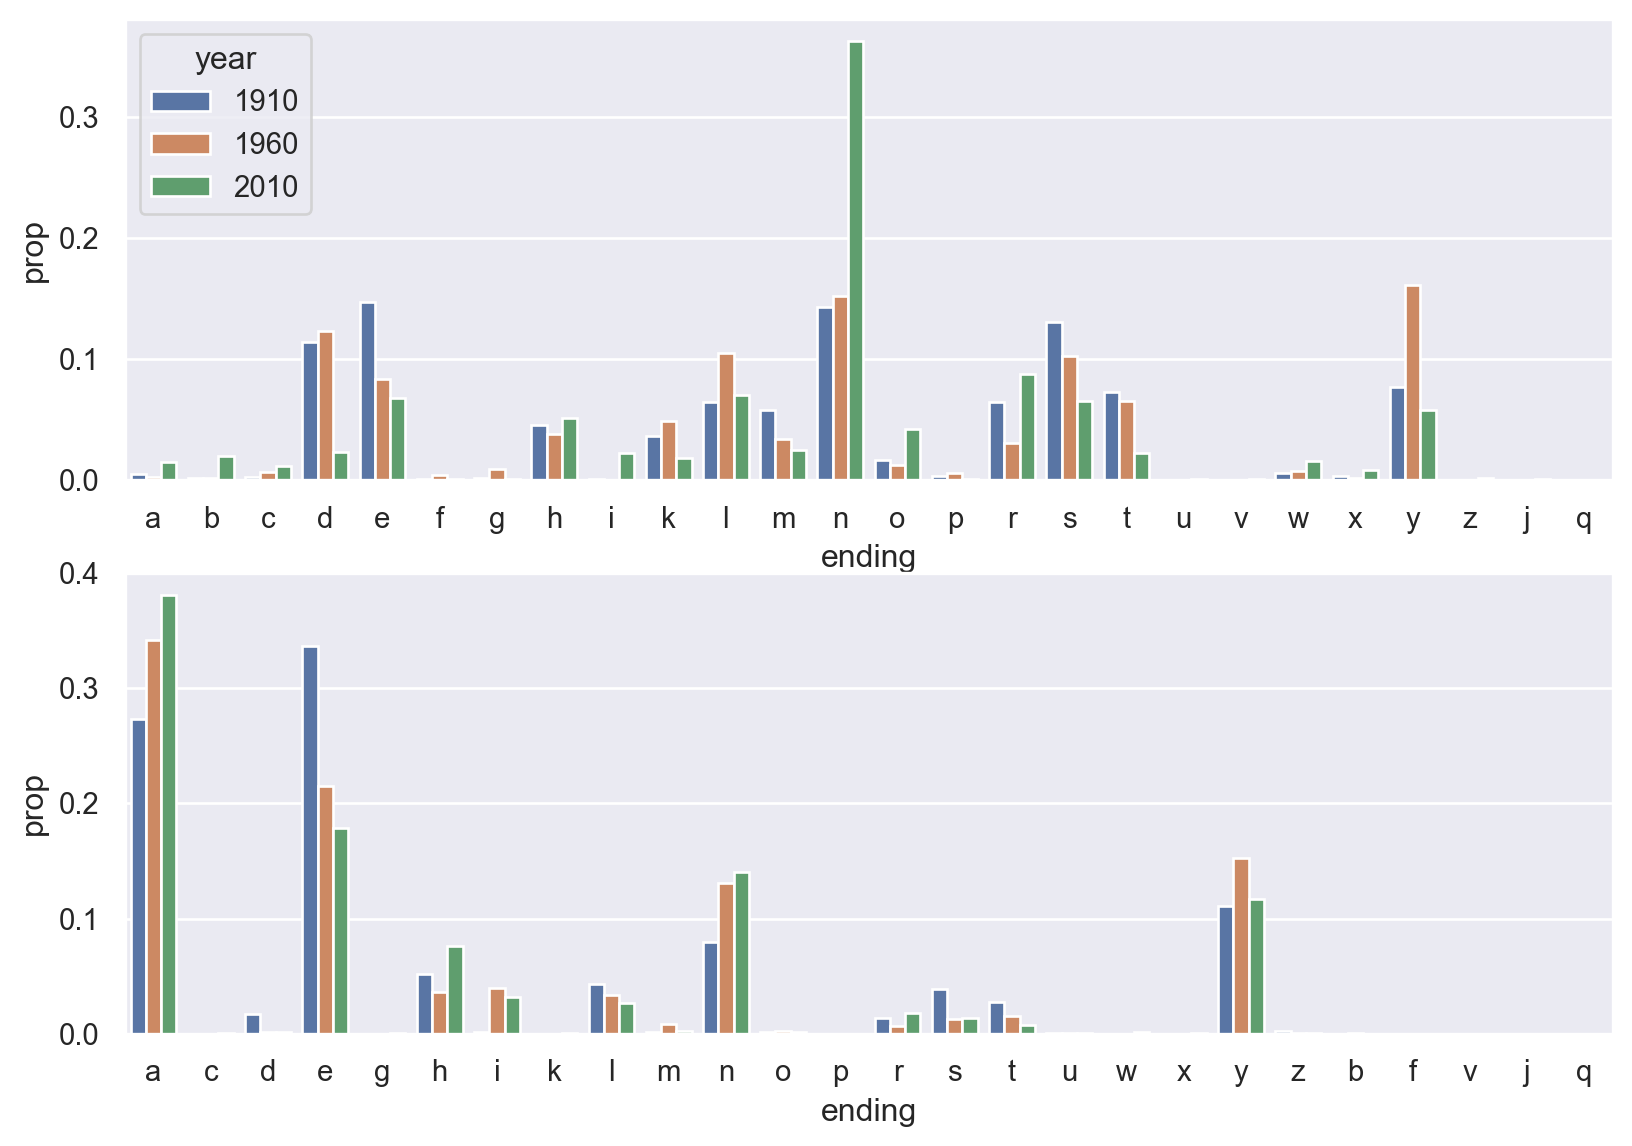 year
1910
1960
2010
prop
0.3
0.2
0.1
0.0
a b c d e f g h i k l m n o p r s t u v w x y z j q
ending
prop
0.4
0.3
0.2
0.1
0.0
a c d e g h i k l m n o p r s t u w x y z b f v j q
ending